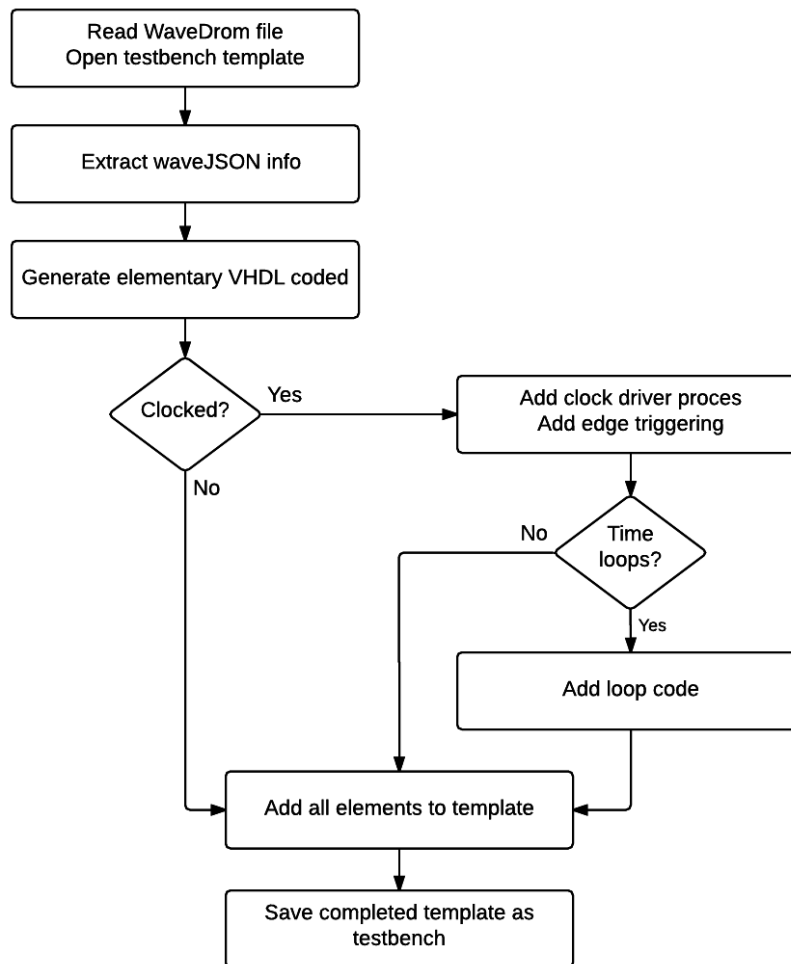 Read WaveDrom file
Open testbench template
Extract waveJSON info
Generate elementary VHDL coded
Clocked?
Yes
Add clock driver proces
Add edge triggering
No
No
Time
loops?
Yes
Add loop code
Add all elements to template
Save completed template as
testbench